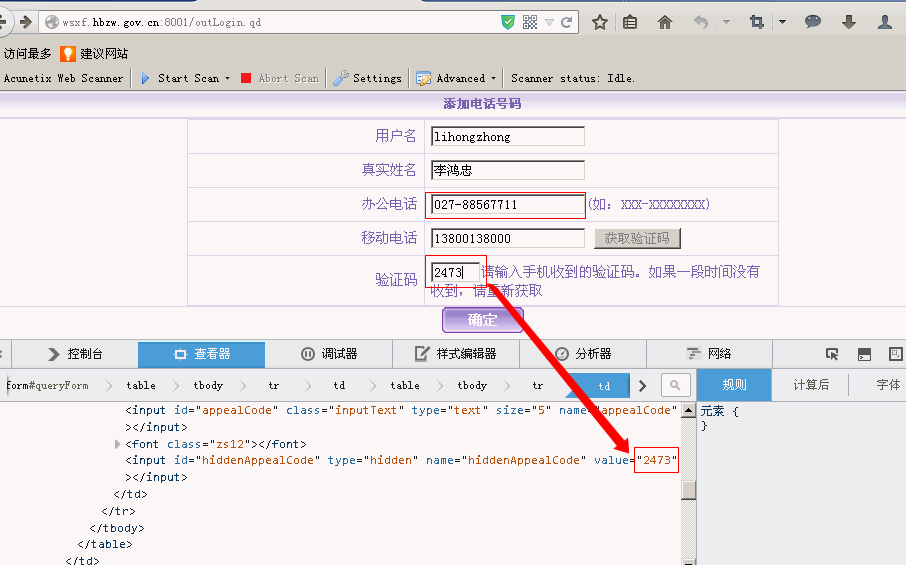 wsxf.hbzw.gov.cn:8001/outLogin.qd
访问最多 建议网站
Acunetix Web Scanner Start Scan Abort Scan Settings Advanced Scanner status: Idle.
添加电话号码
用户名 lihongzhong
真实姓名 李鸿忠
办公电话 027-88567711 (如: XXX-XXXXXXXX)
移动电话 13800138000 获取验证码
验证码 2473 请输入手机收到的验证码。如果一段时间没有
收到，请重新获取
确定
控制台 查看器 调试器 样式编辑器 分析器 网络
form#queryForm table tbody tr td table tbody tr td 规则 计算后 字体
<input id="appealCode" class="inputText" type="text" size="5" name="appealCode"
></input>
<font class="zs12"></font>
<input id="hiddenAppealCode" type="hidden" name="hiddenAppealCode" value="2473"
></input>
</td>
</tr>
</tbody>
</table>
</td>
元素 {
}